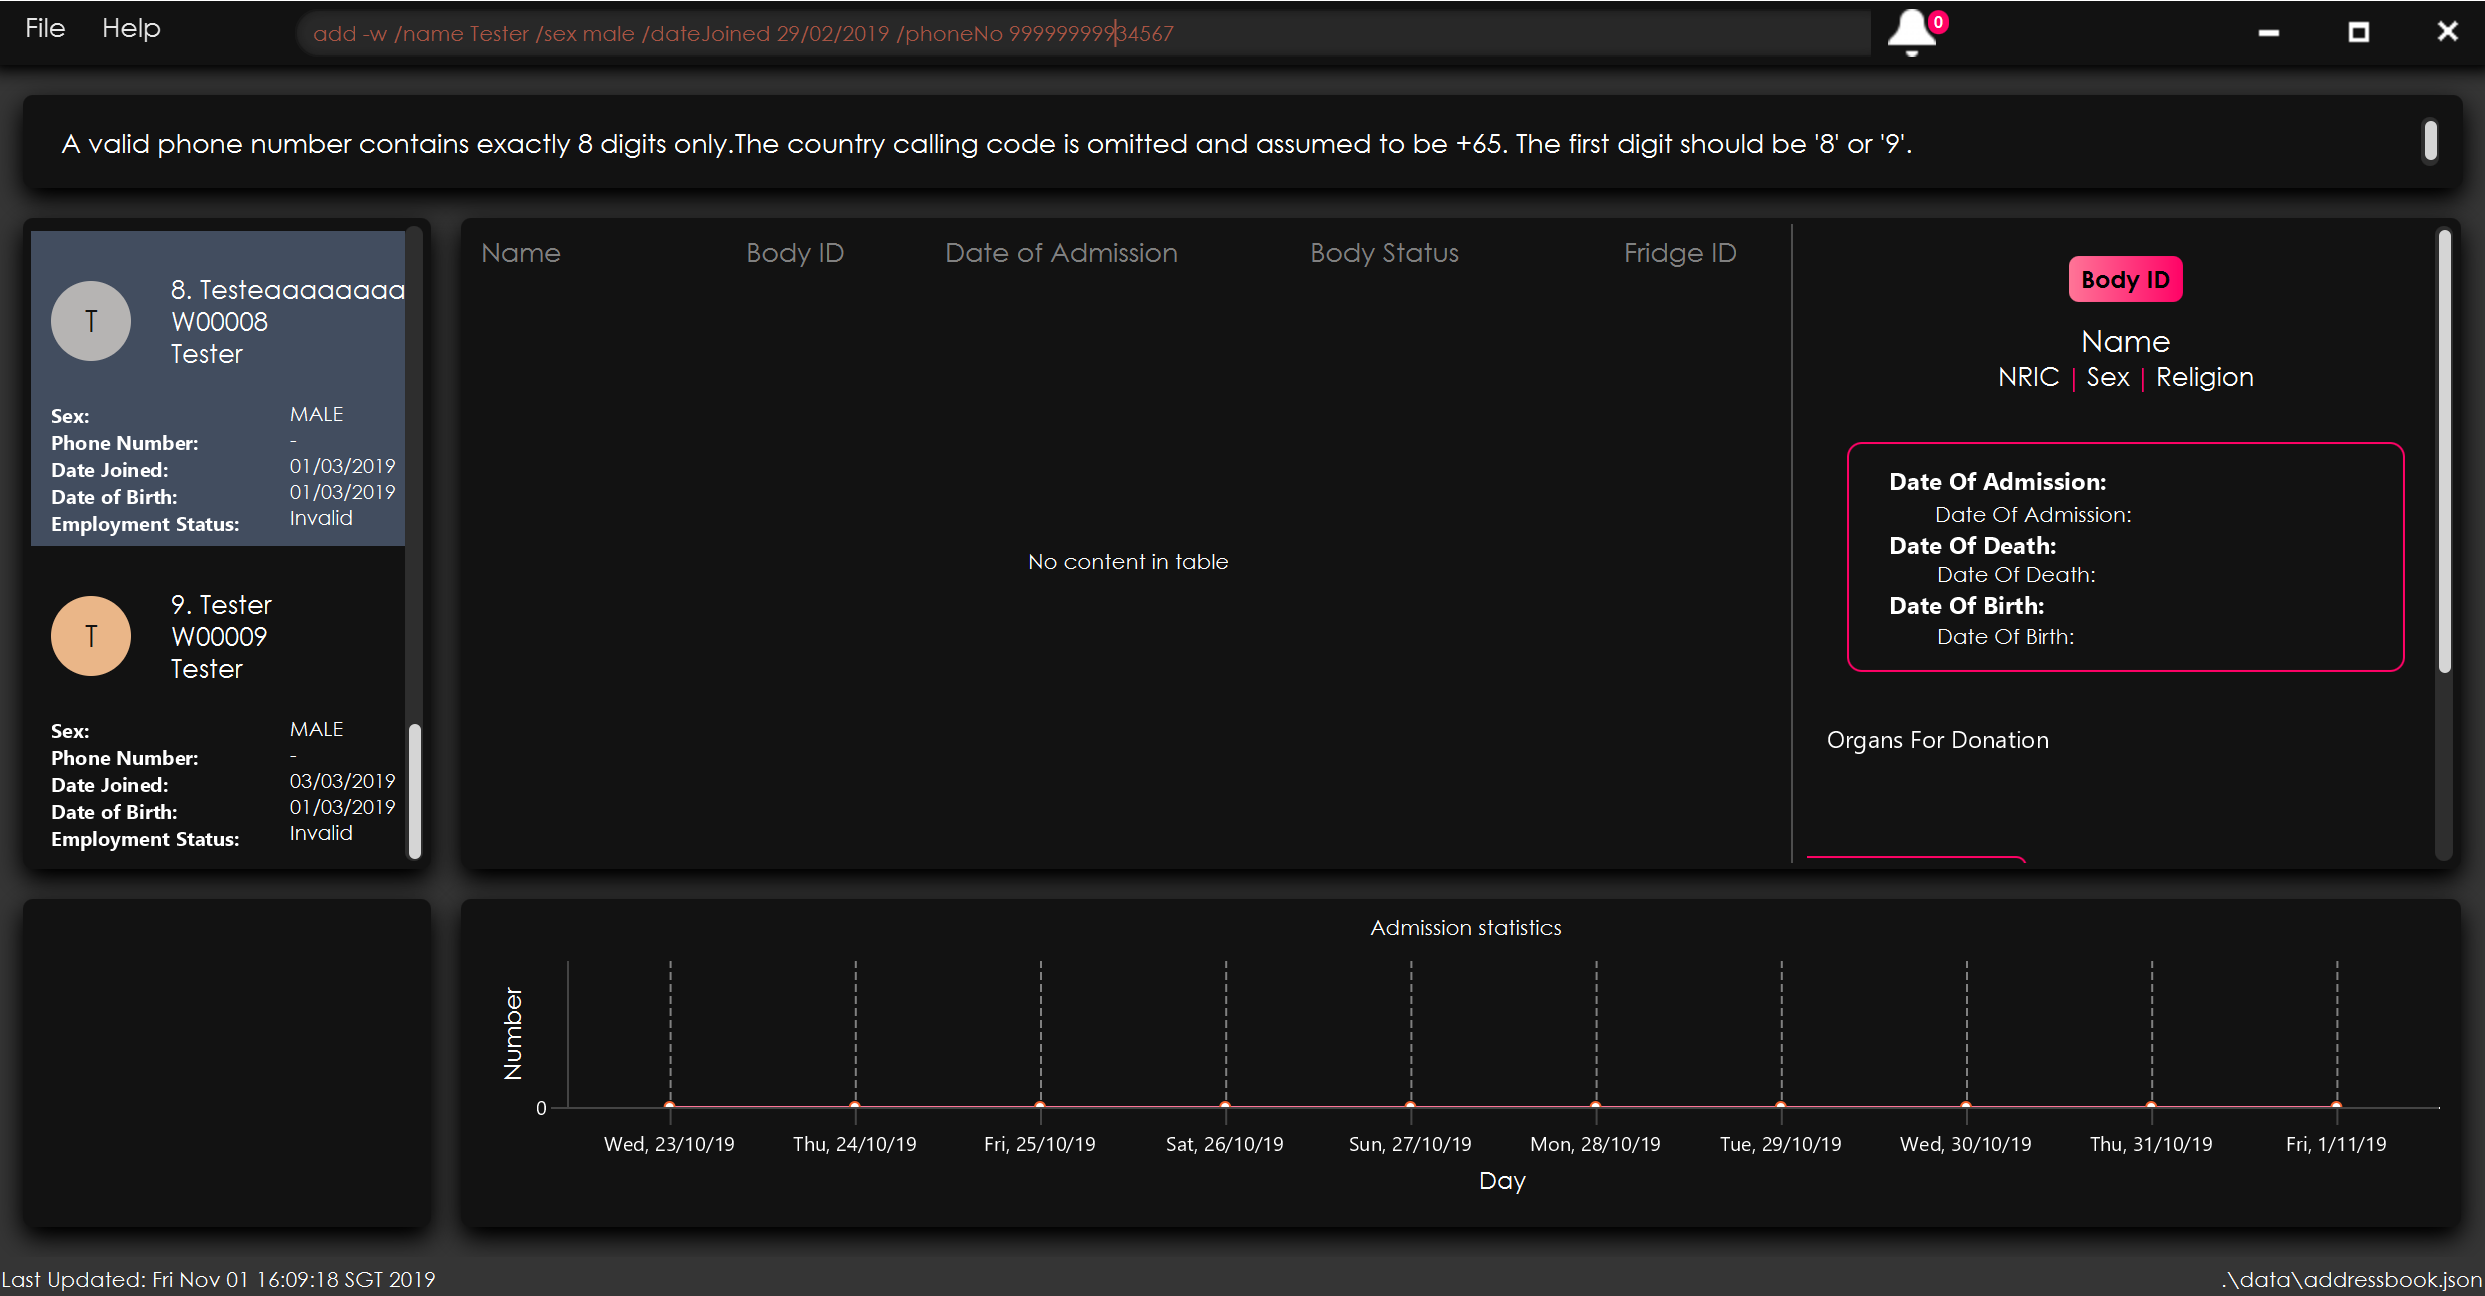 File Help
add -w /name Tester /sex male /dateJoined 29/02/2019 /phoneNo 99999999934567
0
A valid phone number contains exactly 8 digits only.The country calling code is omitted and assumed to be +65. The first digit should be '8' or '9'.
T
8. Testeaaaaaaaa
W00008
Tester
Sex: MALE
Phone Number: -
Date Joined: 01/03/2019
Date of Birth: 01/03/2019
Employment Status: Invalid
T
9. Tester
W00009
Tester
Sex: MALE
Phone Number: -
Date Joined: 03/03/2019
Date of Birth: 01/03/2019
Employment Status: Invalid
Name Body ID Date of Admission Body Status Fridge ID
No content in table
Body ID
Name
NRIC | Sex | Religion
Date Of Admission:
Date Of Admission:
Date Of Death:
Date Of Death:
Date Of Birth:
Date Of Birth:
Organs For Donation
Admission statistics
Number
0
Wed, 23/10/19 Thu, 24/10/19 Fri, 25/10/19 Sat, 26/10/19 Sun, 27/10/19 Mon, 28/10/19 Tue, 29/10/19 Wed, 30/10/19 Thu, 31/10/19 Fri, 1/11/19
Day
Last Updated: Fri Nov 01 16:09:18 SGT 2019
.\data\addressbook.json